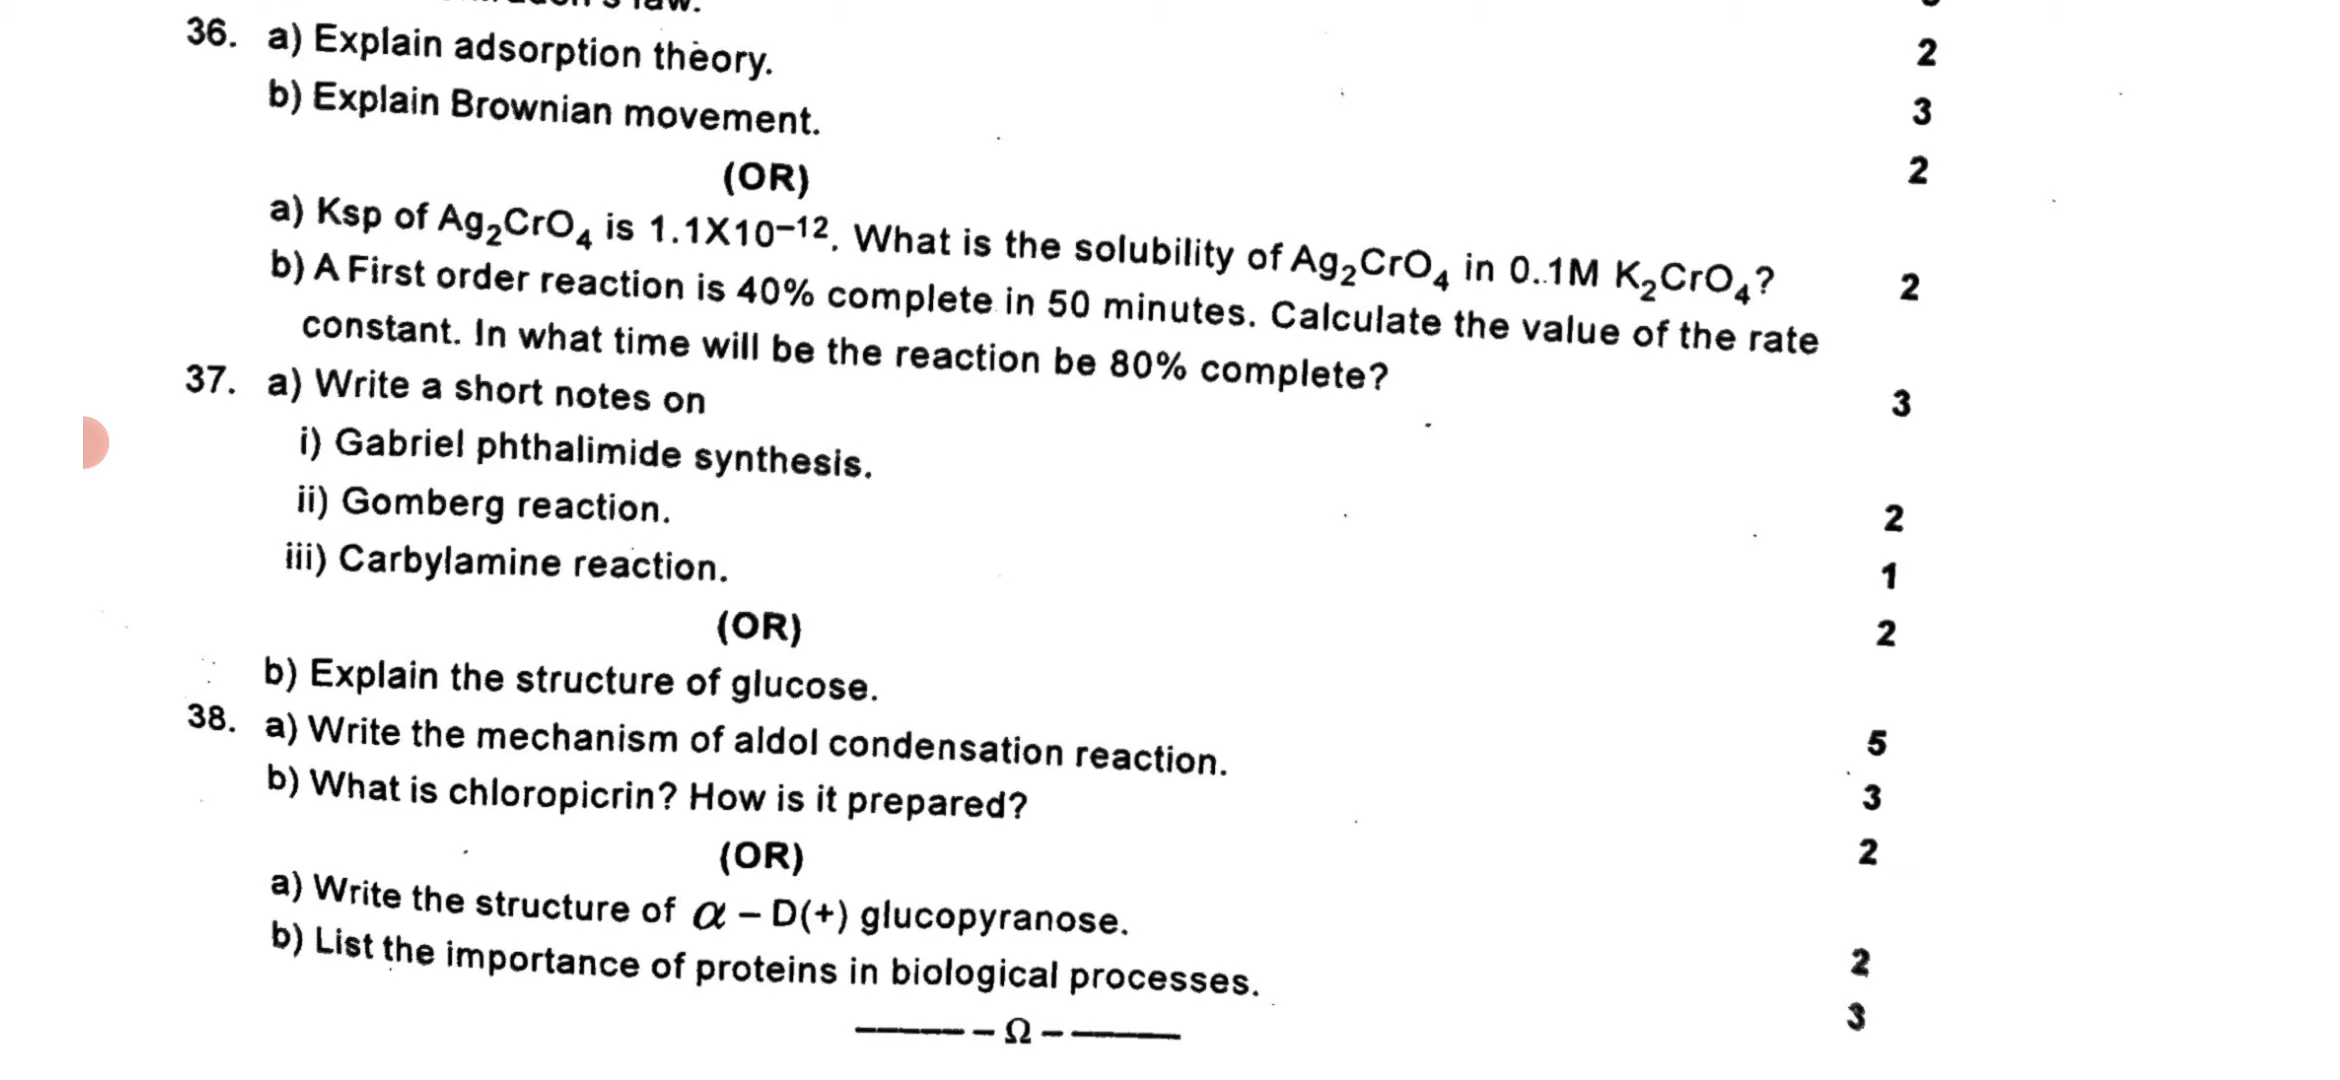 law.
36. a) Explain adsorption theory. 2
b) Explain Brownian movement. 3
(OR) 2
a) Ksp of Ag₂CrO₄ is 1.1X10⁻¹². What is the solubility of Ag₂CrO₄ in 0..1M K₂CrO₄? 2
b) A First order reaction is 40% complete in 50 minutes. Calculate the value of the rate
constant. In what time will be the reaction be 80% complete? 3
37. a) Write a short notes on
i) Gabriel phthalimide synthesis. 2
ii) Gomberg reaction. 1
iii) Carbylamine reaction. 2
(OR)
b) Explain the structure of glucose. 5
38. a) Write the mechanism of aldol condensation reaction. 3
b) What is chloropicrin? How is it prepared? 2
(OR)
a) Write the structure of α – D(+) glucopyranose. 2
b) List the importance of proteins in biological processes. 3
– Ω –